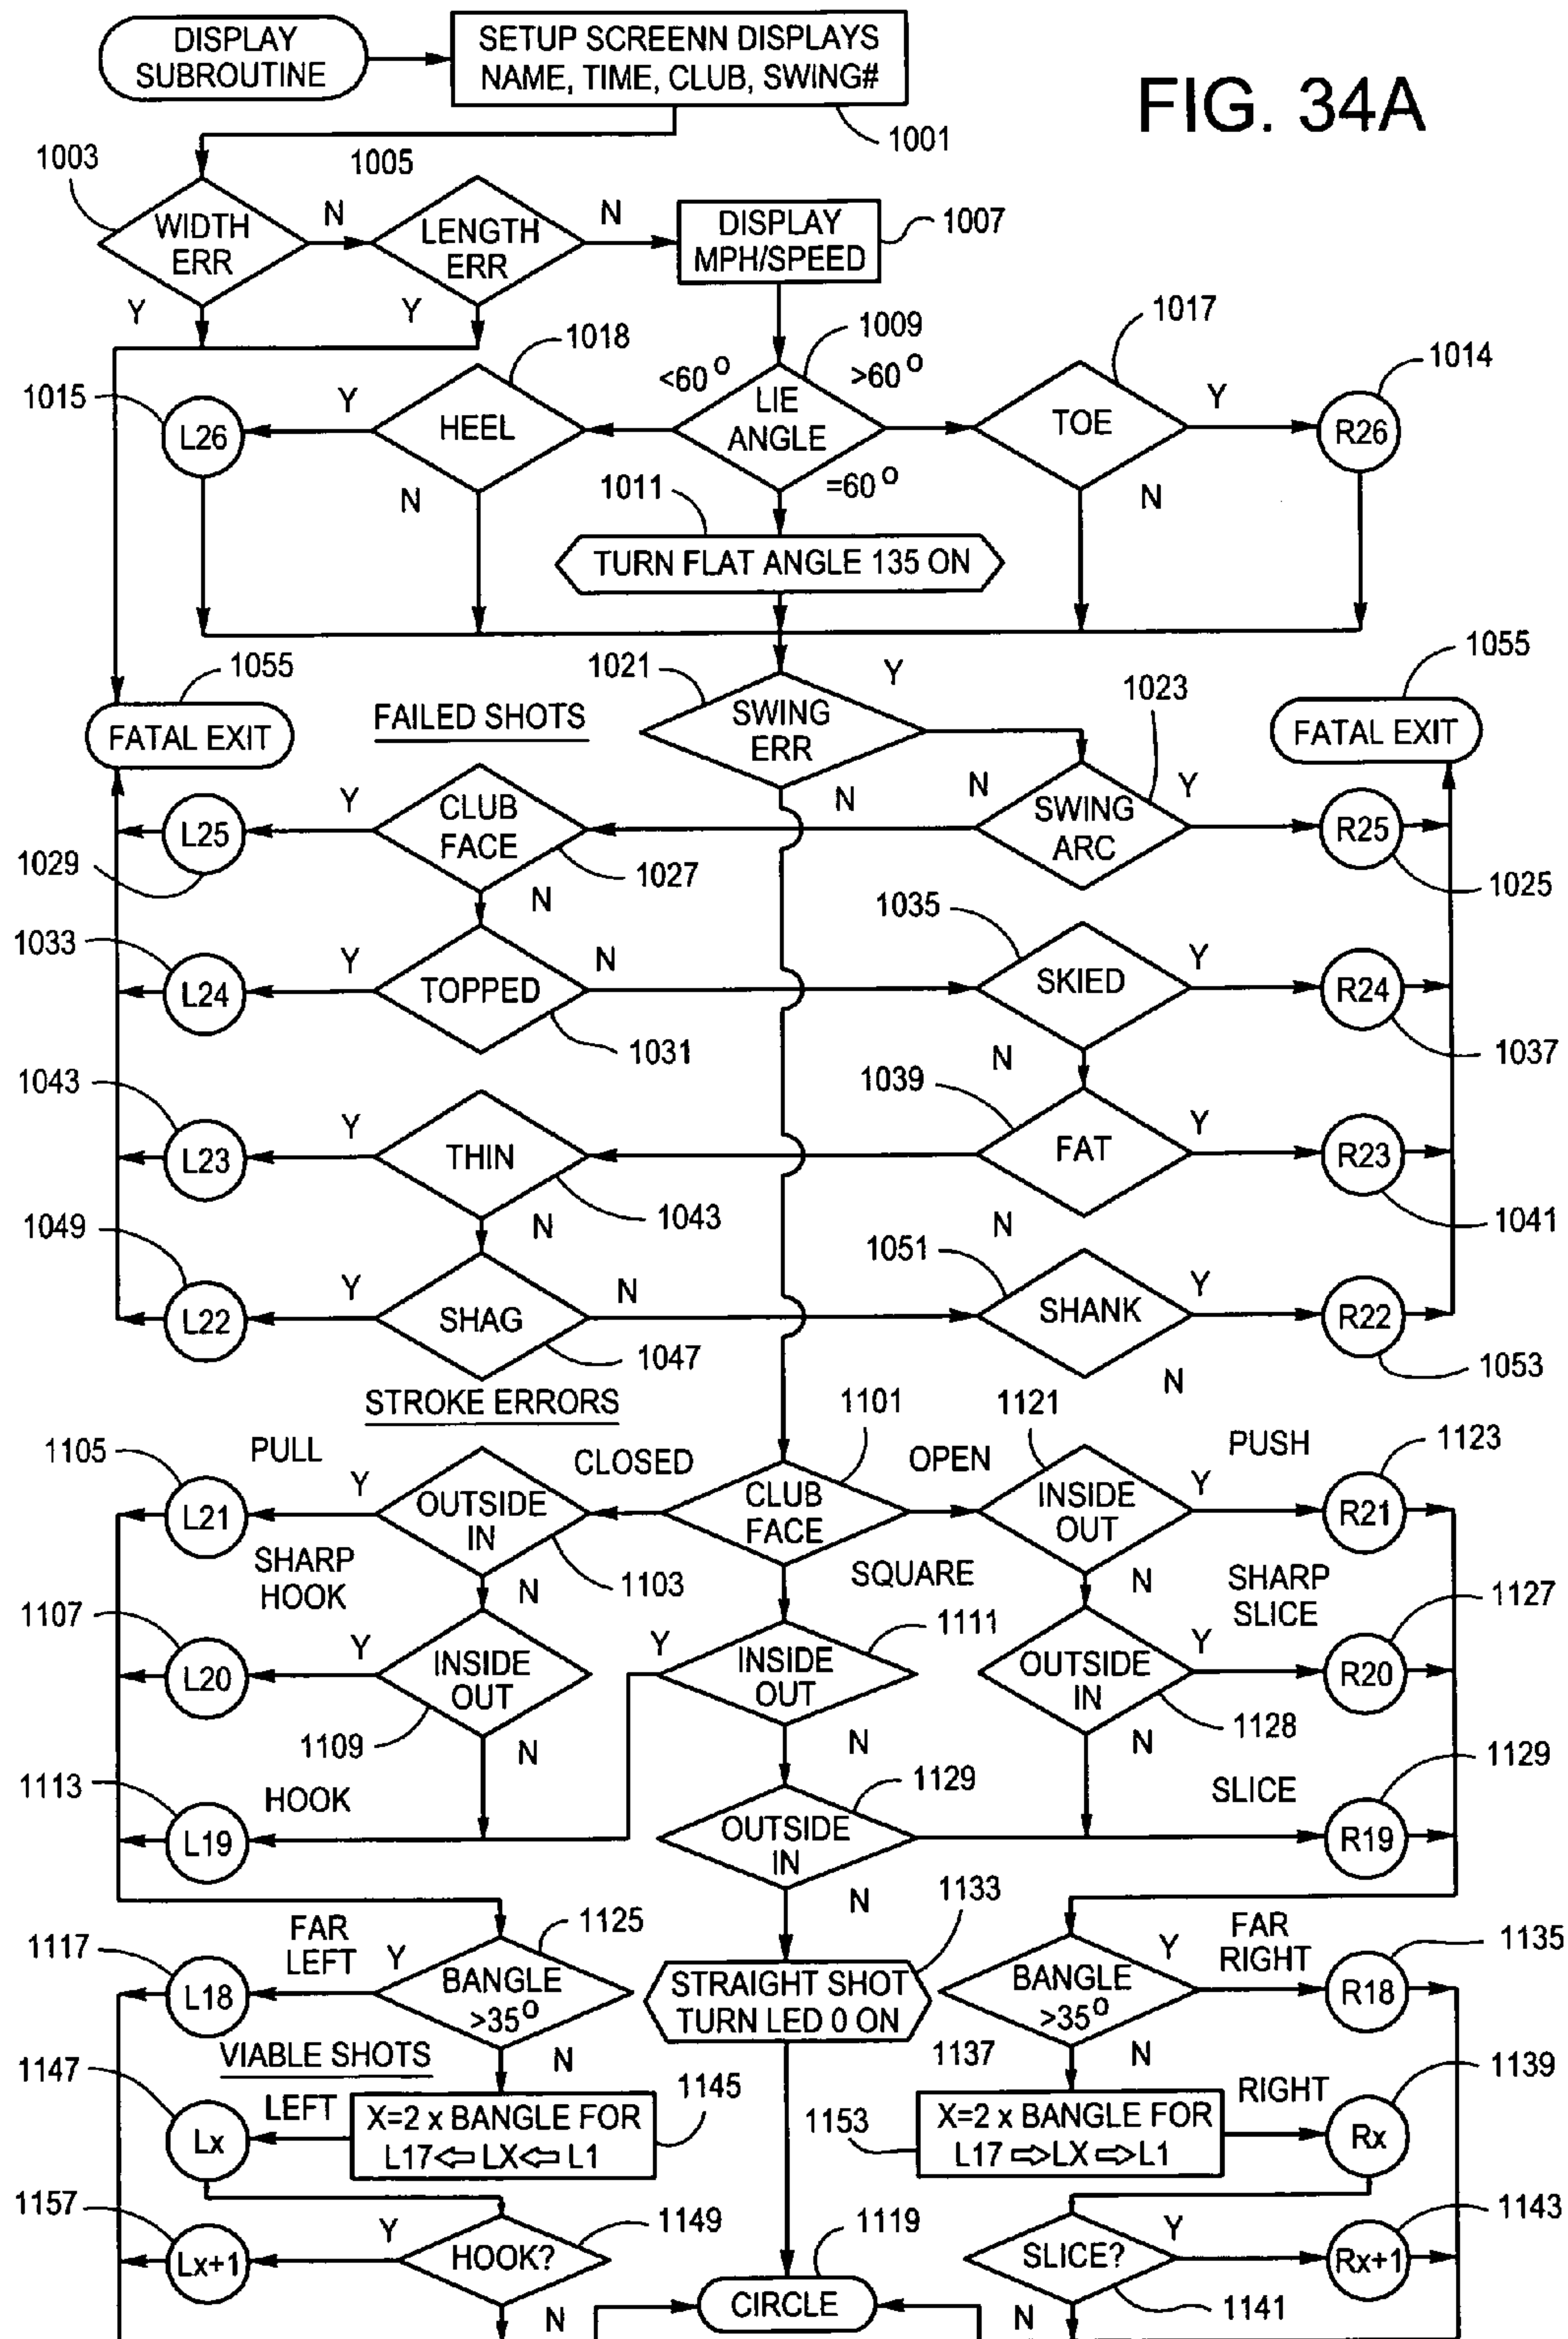 FIG. 34A
DISPLAY
SUBROUTINE
SETUP SCREENN DISPLAYS
NAME, TIME, CLUB, SWING#
1001
1003
1005
WIDTH
ERR
N
LENGTH
ERR
N
DISPLAY
MPH/SPEED
1007
Y
Y
1018
1009
1017
1014
1015
L26
Y
HEEL
<60°
LIE
ANGLE
>60°
TOE
Y
R26
N
1011
=60°
N
TURN FLAT ANGLE 135 ON
1055
FATAL EXIT
FAILED SHOTS
1021
SWING
ERR
Y
1023
1055
FATAL EXIT
L25
Y
CLUB
FACE
N
N
SWING
ARC
Y
R25
1029
1027
1025
N
1033
L24
Y
TOPPED
N
1035
SKIED
Y
R24
1031
N
1037
1043
L23
Y
THIN
1039
FAT
Y
R23
1043
N
N
1041
1049
L22
Y
SHAG
N
1051
SHANK
Y
R22
1047
N
1053
STROKE ERRORS
1105
PULL
L21
Y
OUTSIDE
IN
CLOSED
1101
CLUB
FACE
OPEN
1121
INSIDE
OUT
PUSH
Y
1123
R21
SHARP
HOOK
N
1103
SQUARE
N
SHARP
SLICE
1107
L20
Y
INSIDE
OUT
Y
1111
INSIDE
OUT
OUTSIDE
IN
Y
1127
R20
1109
N
N
1128
N
1113
HOOK
L19
1129
OUTSIDE
IN
SLICE
1129
R19
N
1117
FAR
LEFT
L18
Y
1125
BANGLE
>35°
1133
STRAIGHT SHOT
TURN LED 0 ON
BANGLE
>35°
Y
FAR
RIGHT
1135
R18
VIABLE SHOTS
N
1137
N
1147
Lx
LEFT
X=2 x BANGLE FOR
L17⇦LX⇦L1
1145
1153
X=2 x BANGLE FOR
L17⇨LX⇨L1
RIGHT
1139
Rx
1157
Lx+1
Y
HOOK?
1149
1119
CIRCLE
SLICE?
Y
1143
Rx+1
N
N
1141